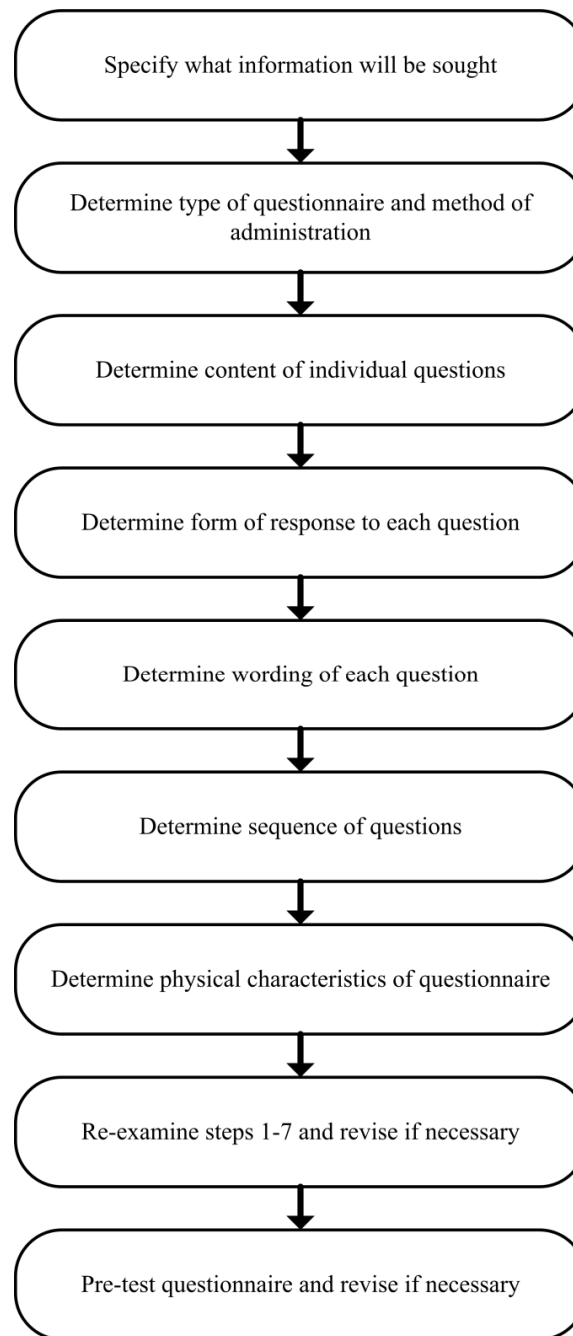 Specify what information will be sought
Determine type of questionnaire and method of
administration
Determine content of individual questions
Determine form of response to each question
Determine wording of each question
Determine sequence of questions
Determine physical characteristics of questionnaire
Re-examine steps 1-7 and revise if necessary
Pre-test questionnaire and revise if necessary